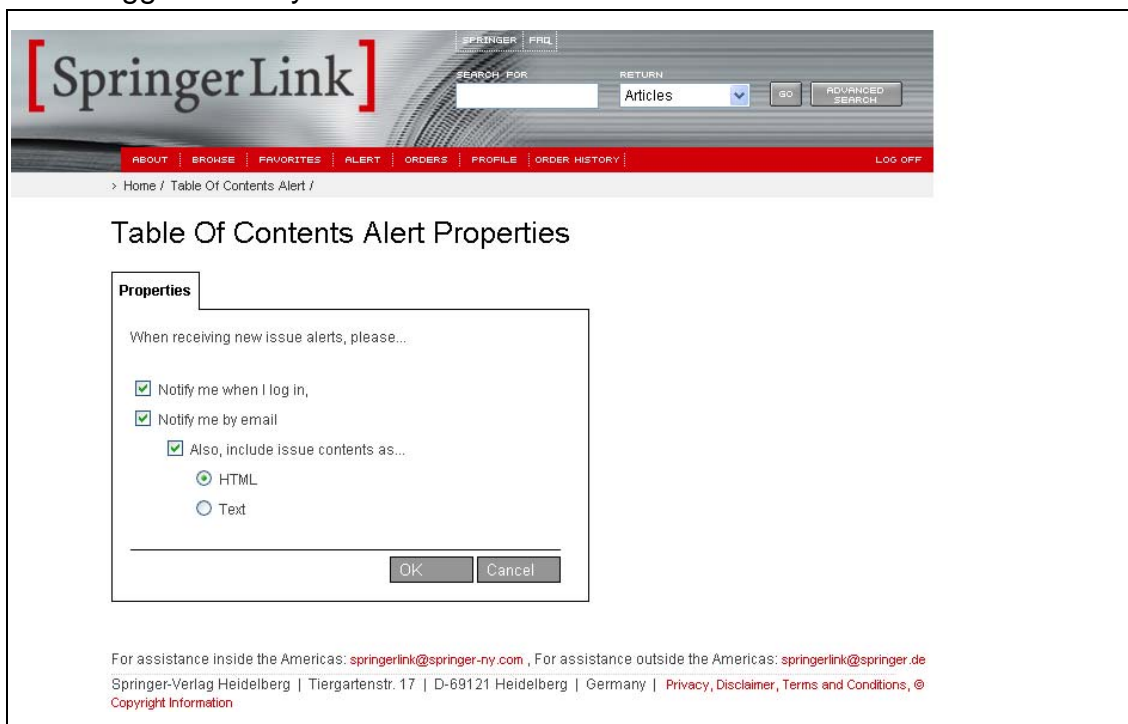 SPRINGER FAQ
[SpringerLink]
SEARCH FOR RETURN
Articles GO ADVANCED SEARCH
ABOUT BROWSE FAVORITES ALERT ORDERS PROFILE ORDER HISTORY LOG OFF
> Home / Table Of Contents Alert /
Table Of Contents Alert Properties
Properties
When receiving new issue alerts, please...
Notify me when I log in,
Notify me by email
Also, include issue contents as...
HTML
Text
OK Cancel
For assistance inside the Americas: springerlink@springer-ny.com , For assistance outside the Americas: springerlink@springer.de
Springer-Verlag Heidelberg | Tiergartenstr. 17 | D-69121 Heidelberg | Germany | Privacy, Disclaimer, Terms and Conditions, ©
Copyright Information